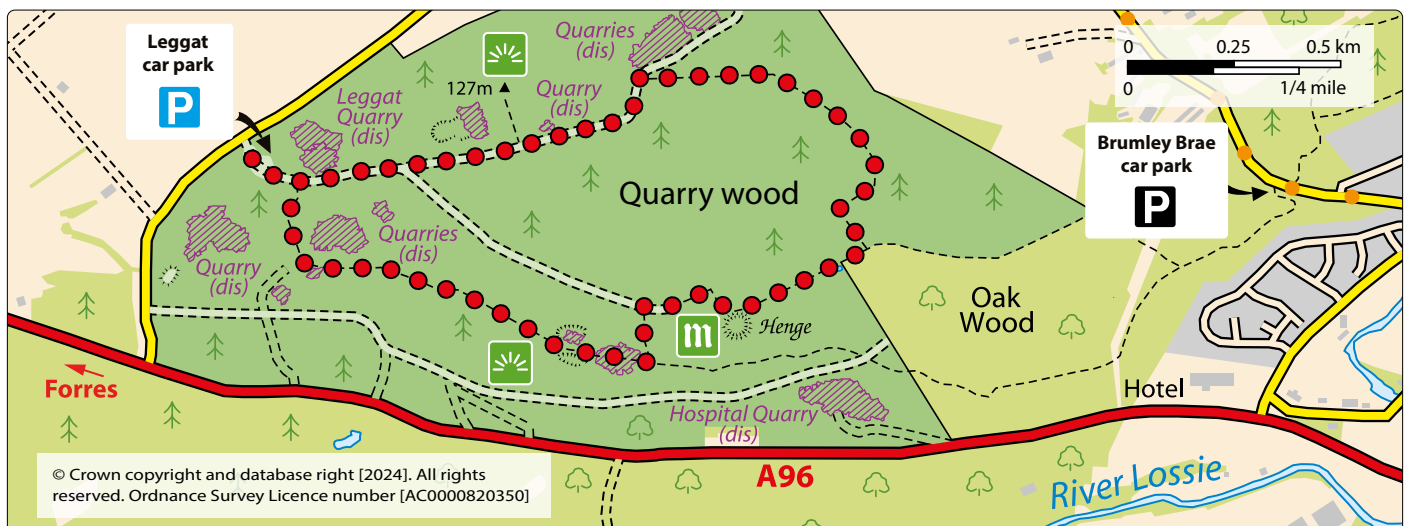 Leggat
car park
P
127m
Quarries
(dis)
Quarry
(dis)
Leggat
Quarry
(dis)
0 0.25 0.5 km
0 1/4 mile
Brumley Brae
car park
P
Quarry wood
Quarries
(dis)
Quarry
(dis)
Oak
Wood
m
Henge
Forres
Hotel
Hospital Quarry
(dis)
A96
River Lossie
© Crown copyright and database right [2024]. All rights
reserved. Ordnance Survey Licence number [AC0000820350]